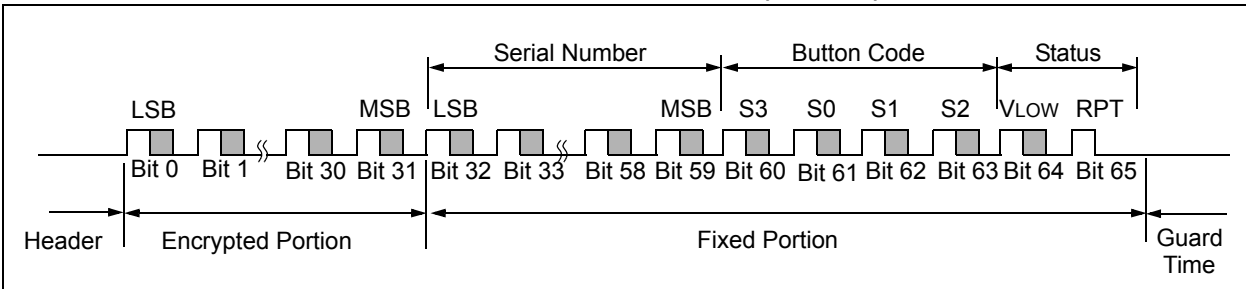 Serial Number Button Code Status
LSB MSB LSB MSB S3 S0 S1 S2 VLOW RPT
Bit 0 Bit 1 Bit 30 Bit 31 Bit 32 Bit 33 Bit 58 Bit 59 Bit 60 Bit 61 Bit 62 Bit 63 Bit 64 Bit 65
Header Encrypted Portion Fixed Portion Guard
Time